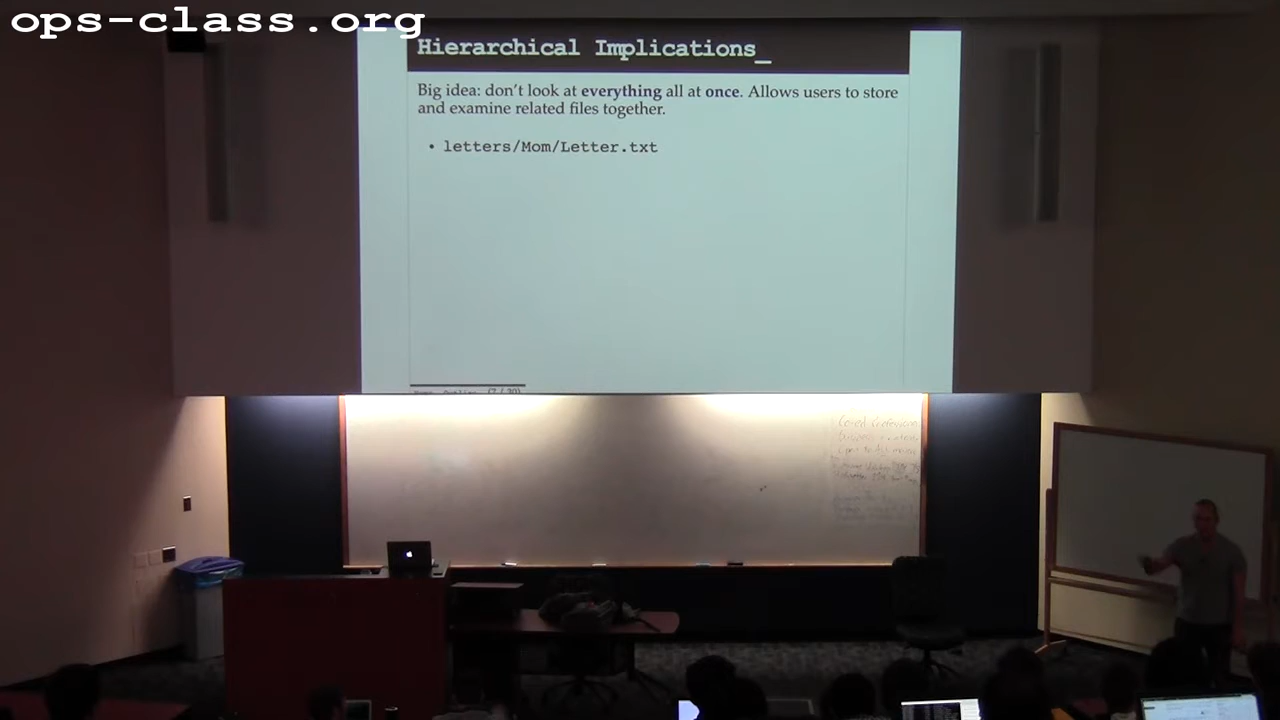 ops-class.org
Hierarchical Implications_
Big idea: don't look at everything all at once. Allows users to store
and examine related files together.
• letters/Mom/Letter.txt